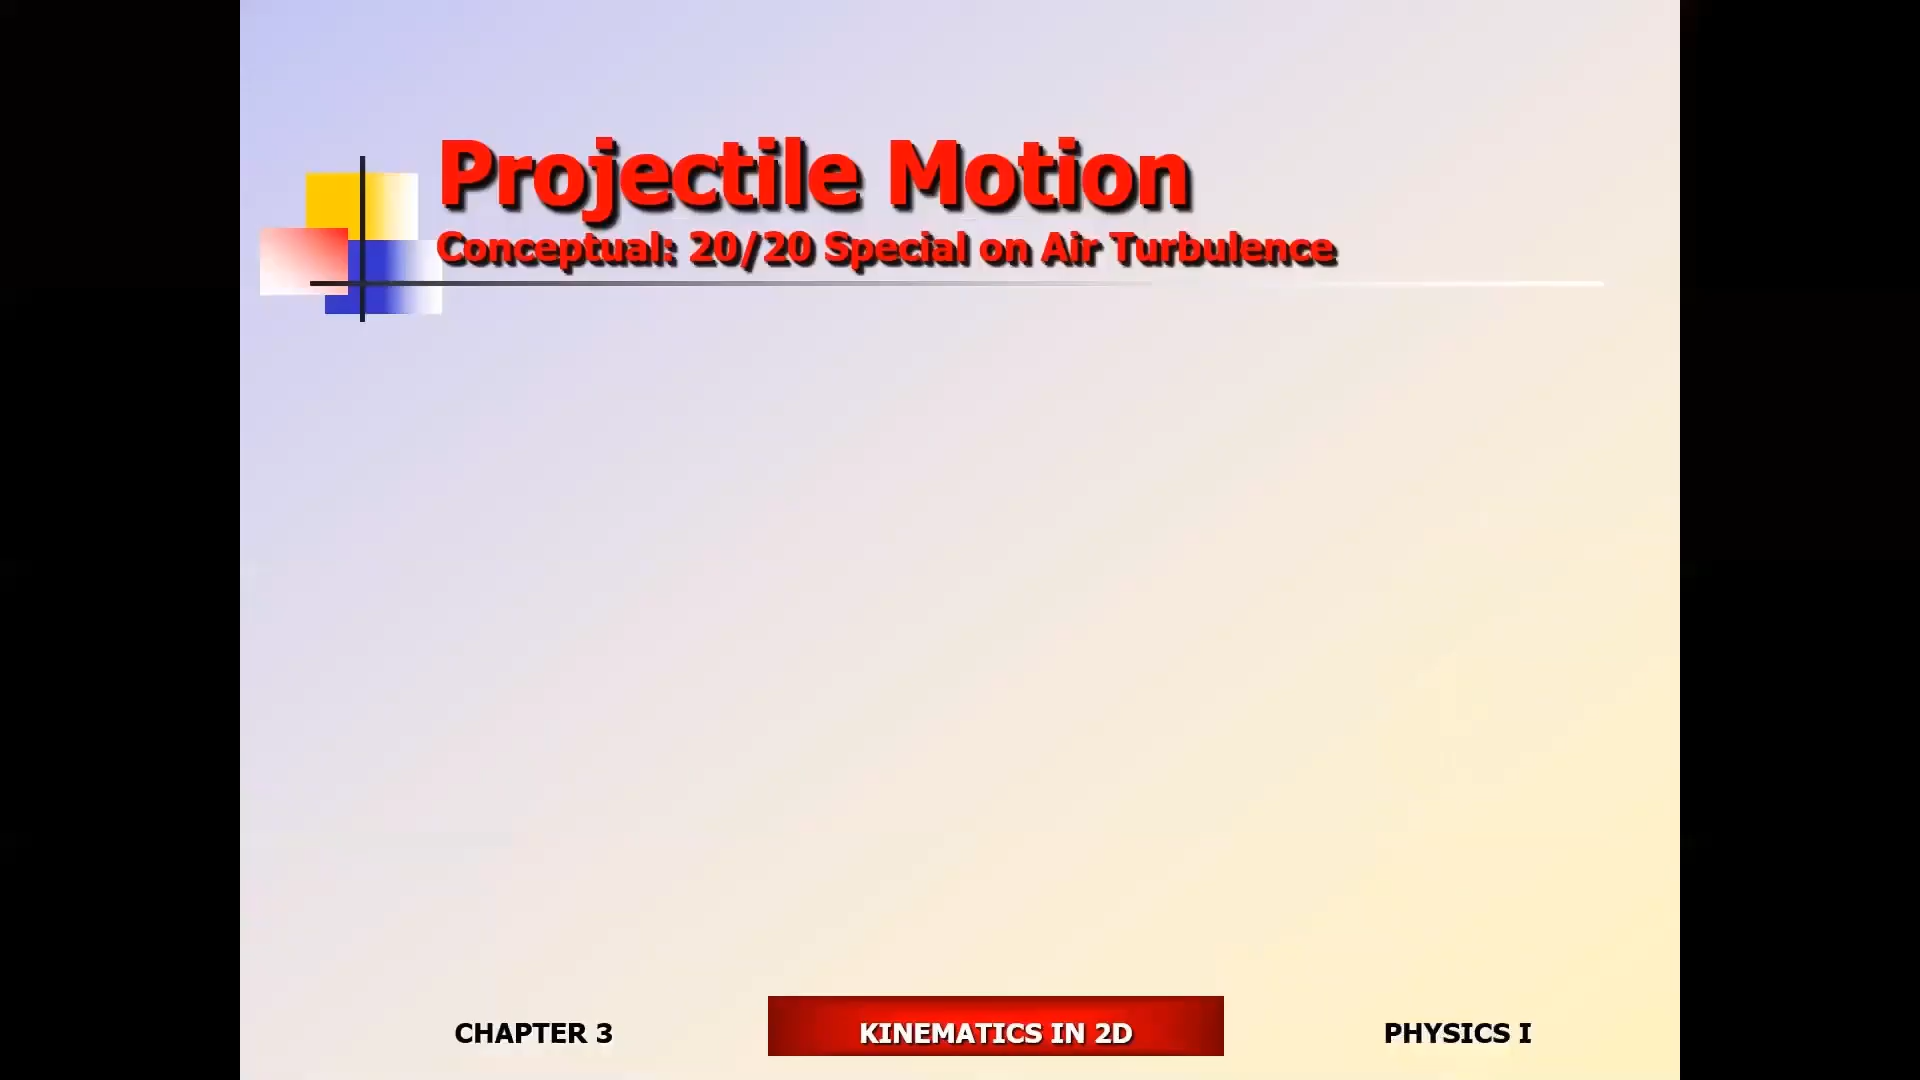 Projectile Motion
Conceptual: 20/20 Special on Air Turbulence
CHAPTER 3
KINEMATICS IN 2D
PHYSICS I